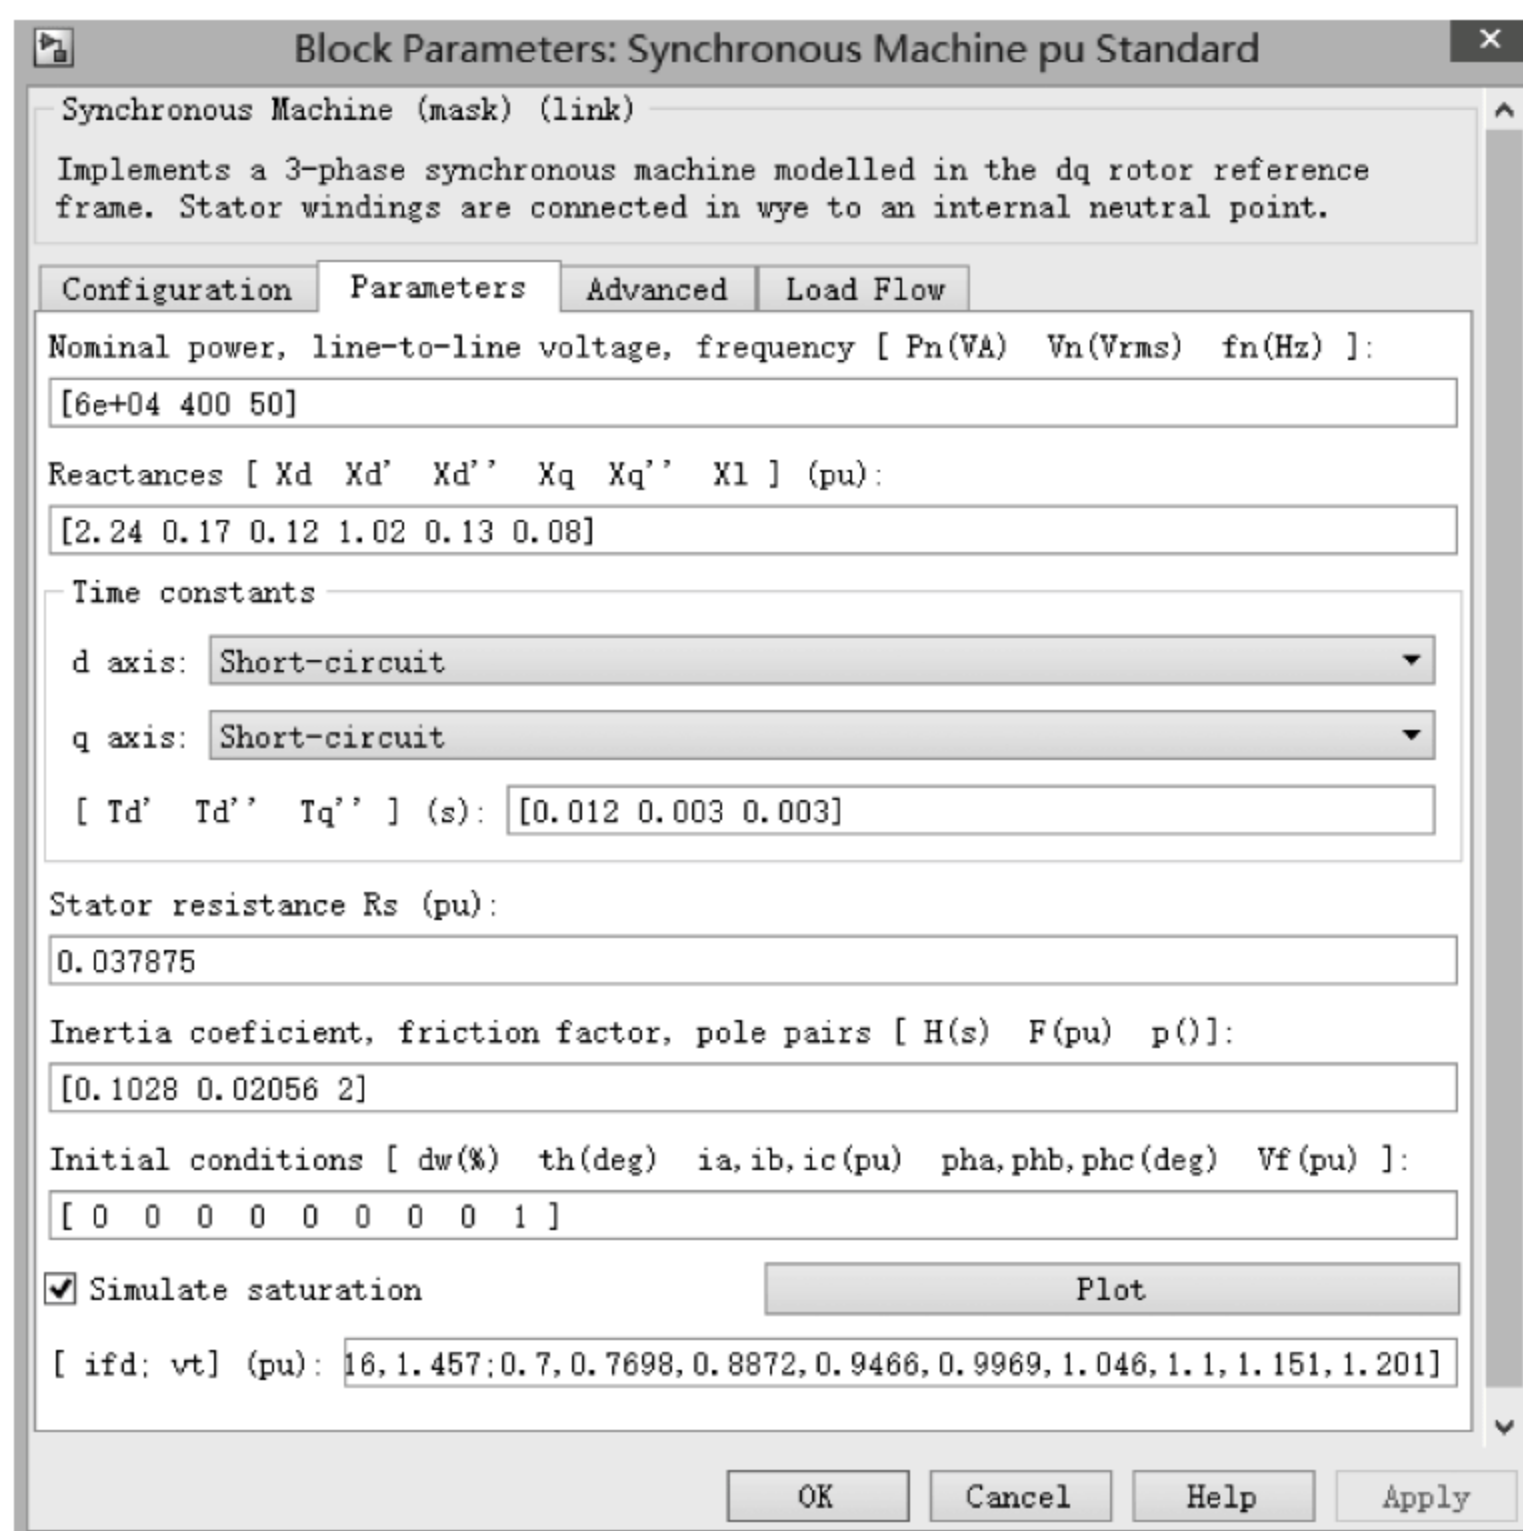 Block Parameters: Synchronous Machine pu Standard
Synchronous Machine (mask) (link)
Implements a 3-phase synchronous machine modelled in the dq rotor reference
frame. Stator windings are connected in wye to an internal neutral point.
Configuration Parameters Advanced Load Flow
Nominal power, line-to-line voltage, frequency [ Pn(VA) Vn(Vrms) fn(Hz) ]:
[6e+04 400 50]
Reactances [ Xd Xd' Xd'' Xq Xq'' Xl ] (pu):
[2.24 0.17 0.12 1.02 0.13 0.08]
Time constants
d axis: Short-circuit
q axis: Short-circuit
[ Td' Td'' Tq'' ] (s): [0.012 0.003 0.003]
Stator resistance Rs (pu):
0.037875
Inertia coeficient, friction factor, pole pairs [ H(s) F(pu) p()]:
[0.1028 0.02056 2]
Initial conditions [ dw(%) th(deg) ia,ib,ic(pu) pha,phb,phc(deg) Vf(pu) ]:
[ 0 0 0 0 0 0 0 0 1 ]
Simulate saturation Plot
[ ifd; vt] (pu): 16,1.457;0.7,0.7698,0.8872,0.9466,0.9969,1.046,1.1,1.151,1.201]
OK Cancel Help Apply